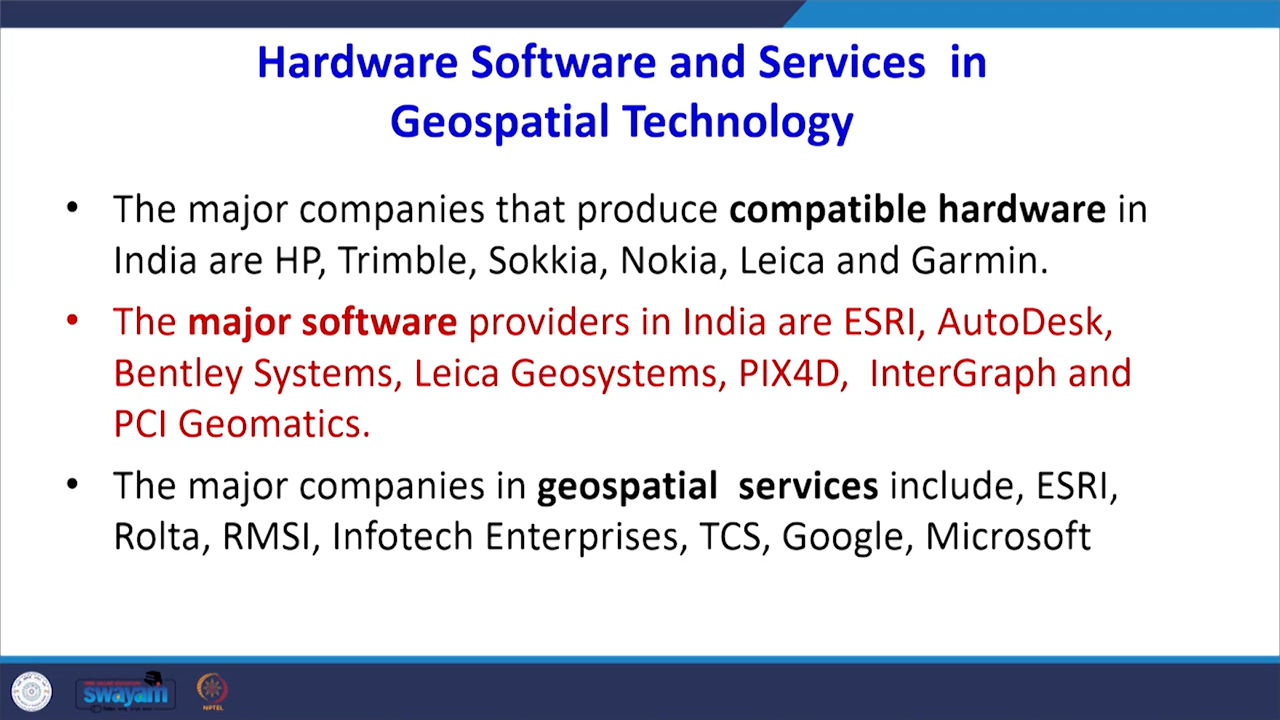 Hardware Software and Services in
Geospatial Technology
• The major companies that produce compatible hardware in
India are HP, Trimble, Sokkia, Nokia, Leica and Garmin.
• The major software providers in India are ESRI, AutoDesk,
Bentley Systems, Leica Geosystems, PIX4D, InterGraph and
PCI Geomatics.
• The major companies in geospatial services include, ESRI,
Rolta, RMSI, Infotech Enterprises, TCS, Google, Microsoft
swayam
NPTEL